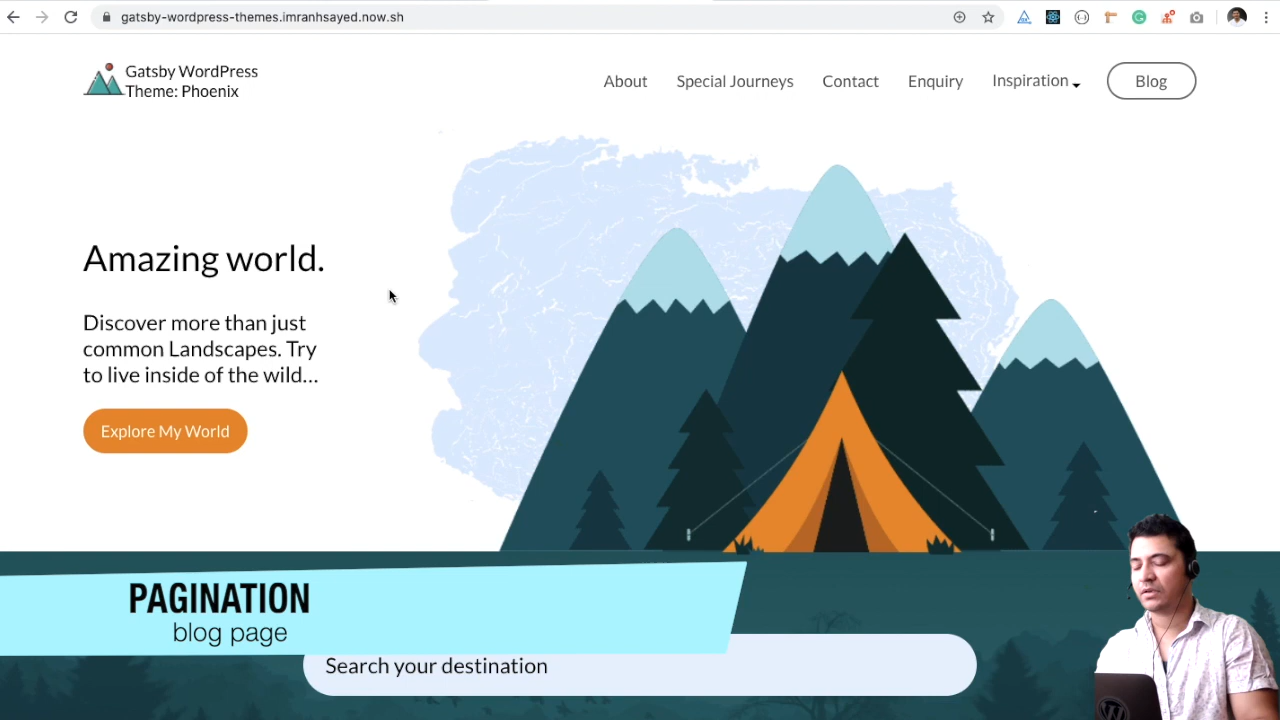 gatsby-wordpress-themes.imranhsayed.now.sh
Gatsby WordPress
Theme: Phoenix
About
Special Journeys
Contact
Enquiry
Inspiration
Blog
Amazing world.
Discover more than just
common Landscapes. Try
to live inside of the wild...
Explore My World
PAGINATION
blog page
Search your destination